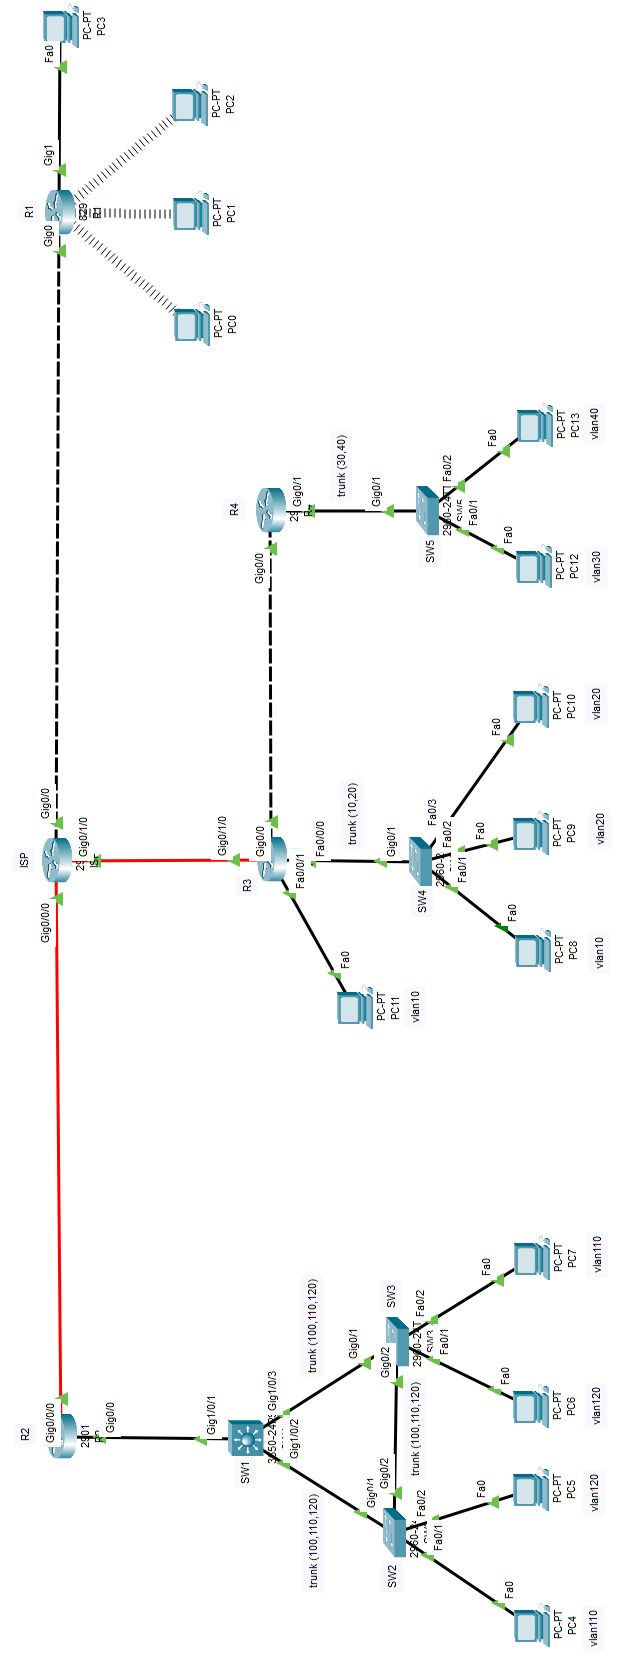 PC-PT
PC3
Fa0
Gig1
R1
829
R1
Gig0
PC-PT
PC2
PC-PT
PC1
PC-PT
PC0
R4
Gig0/1
Gig0/0
trunk (30,40)
Gig0/1
Fa0/2
SW5
Fa0/1
SW5
Fa0
PC-PT
PC13
vlan40
Fa0
PC-PT
PC12
vlan30
ISP
Gig0/0
Gig0/1/0
Gig0/0/0
Gig0/1/0
Gig0/0
R3
Fa0/0/0
Fa0/0/1
trunk (10,20)
Gig0/1
Fa0/3
Fa0/2
Fa0/1
SW4
Fa0
PC-PT
PC10
vlan20
Fa0
PC-PT
PC9
vlan20
Fa0
PC-PT
PC8
vlan10
Fa0
PC-PT
PC11
vlan10
R2
Gig0/0/0
2901
Gig0/0
Gig1/0/1
SW1
Gig1/0/3
Gig1/0/2
trunk (100,110,120)
Gig0/1
SW3
Gig0/2
Fa0/2
SW3
Fa0/1
trunk (100,110,120)
Gig0/2
trunk (100,110,120)
Gig0/1
SW2
Fa0/2
Fa0/1
Fa0
PC-PT
PC7
vlan110
Fa0
PC-PT
PC6
vlan120
Fa0
PC-PT
PC5
vlan120
Fa0
PC-PT
PC4
vlan110